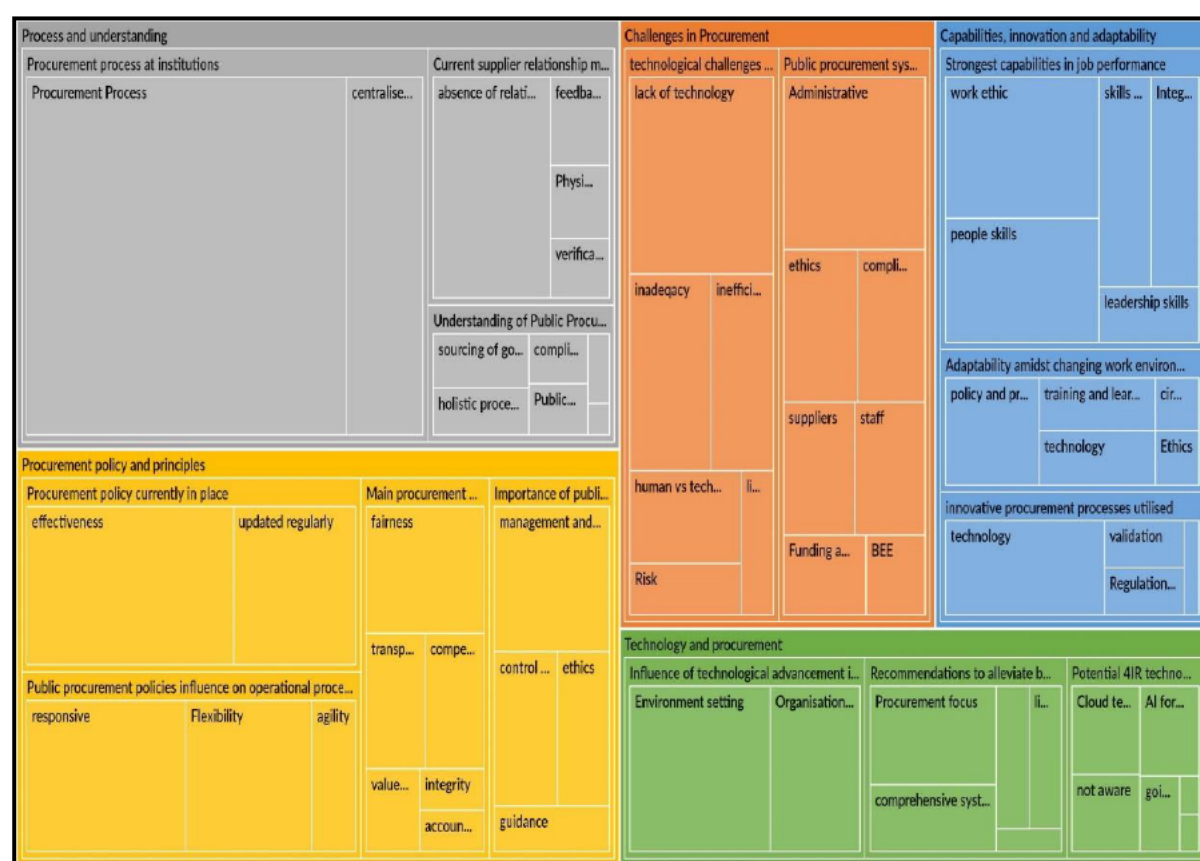 Process and understanding
Procurement process at institutions
Procurement Process
centralise...
Current supplier relationship m...
absence of relati...
feedba...
Physi...
verifica...
Understanding of Public Procu...
sourcing of go...
compli...
holistic proce...
Public...
Procurement policy and principles
Procurement policy currently in place
effectiveness
updated regularly
Public procurement policies influence on operational proce...
responsive
Flexibility
agility
Main procurement ...
fairness
transp...
compe...
value...
integrity
accoun...
Importance of publi...
management and...
control ...
ethics
guidance
Challenges in Procurement
technological challenges ...
lack of technology
inadeqacy
ineffici...
human vs tech...
li...
Risk
Public procurement sys...
Administrative
ethics
compli...
suppliers
staff
Funding a...
BEE
Capabilities, innovation and adaptability
Strongest capabilities in job performance
work ethic
skills ...
Integ...
people skills
leadership skills
Adaptability amidst changing work environ...
policy and pr...
training and lear...
cir...
technology
Ethics
innovative procurement processes utilised
technology
validation
Regulation...
Technology and procurement
Influence of technological advancement i...
Environment setting
Organisation...
Recommendations to alleviate b...
Procurement focus
li...
comprehensive syst...
Potential 4IR techno...
Cloud te...
AI for...
not aware
goi...